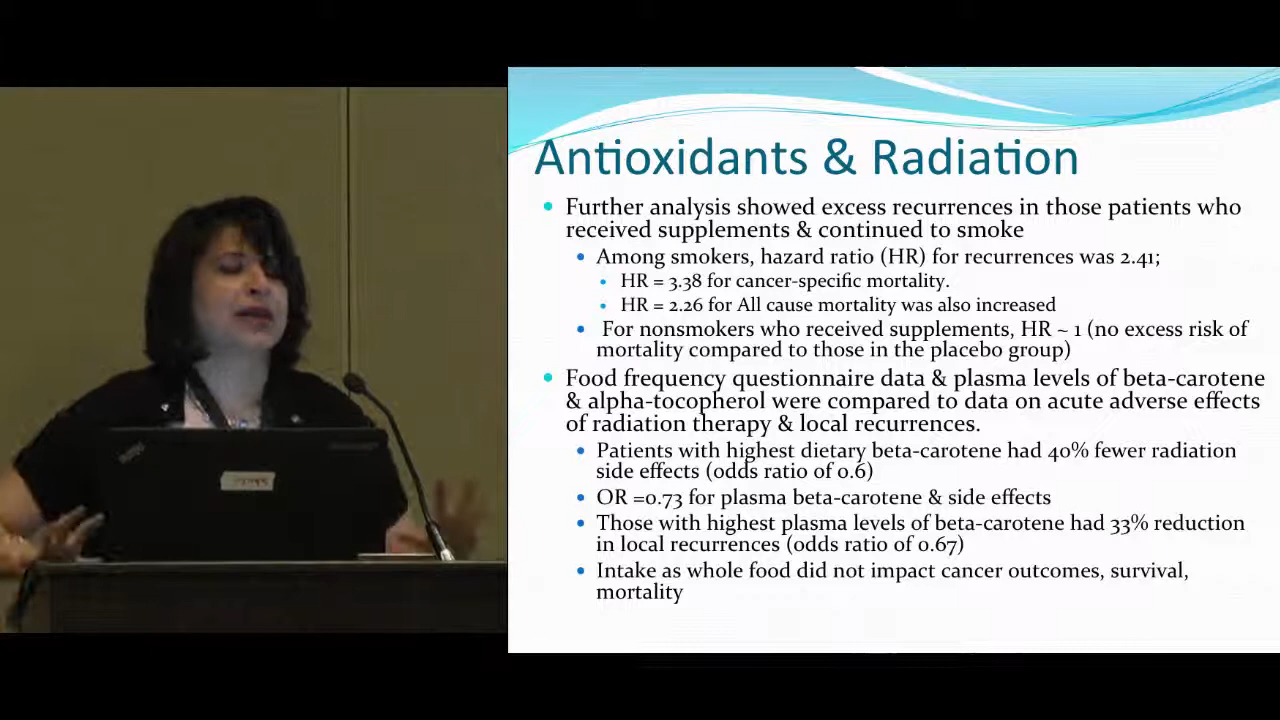 Antioxidants & Radiation
• Further analysis showed excess recurrences in those patients who
received supplements & continued to smoke
• Among smokers, hazard ratio (HR) for recurrences was 2.41;
• HR = 3.38 for cancer-specific mortality.
• HR = 2.26 for All cause mortality was also increased
• For nonsmokers who received supplements, HR ~ 1 (no excess risk of
mortality compared to those in the placebo group)
• Food frequency questionnaire data & plasma levels of beta-carotene
& alpha-tocopherol were compared to data on acute adverse effects
of radiation therapy & local recurrences.
• Patients with highest dietary beta-carotene had 40% fewer radiation
side effects (odds ratio of 0.6)
• OR =0.73 for plasma beta-carotene & side effects
• Those with highest plasma levels of beta-carotene had 33% reduction
in local recurrences (odds ratio of 0.67)
• Intake as whole food did not impact cancer outcomes, survival,
mortality